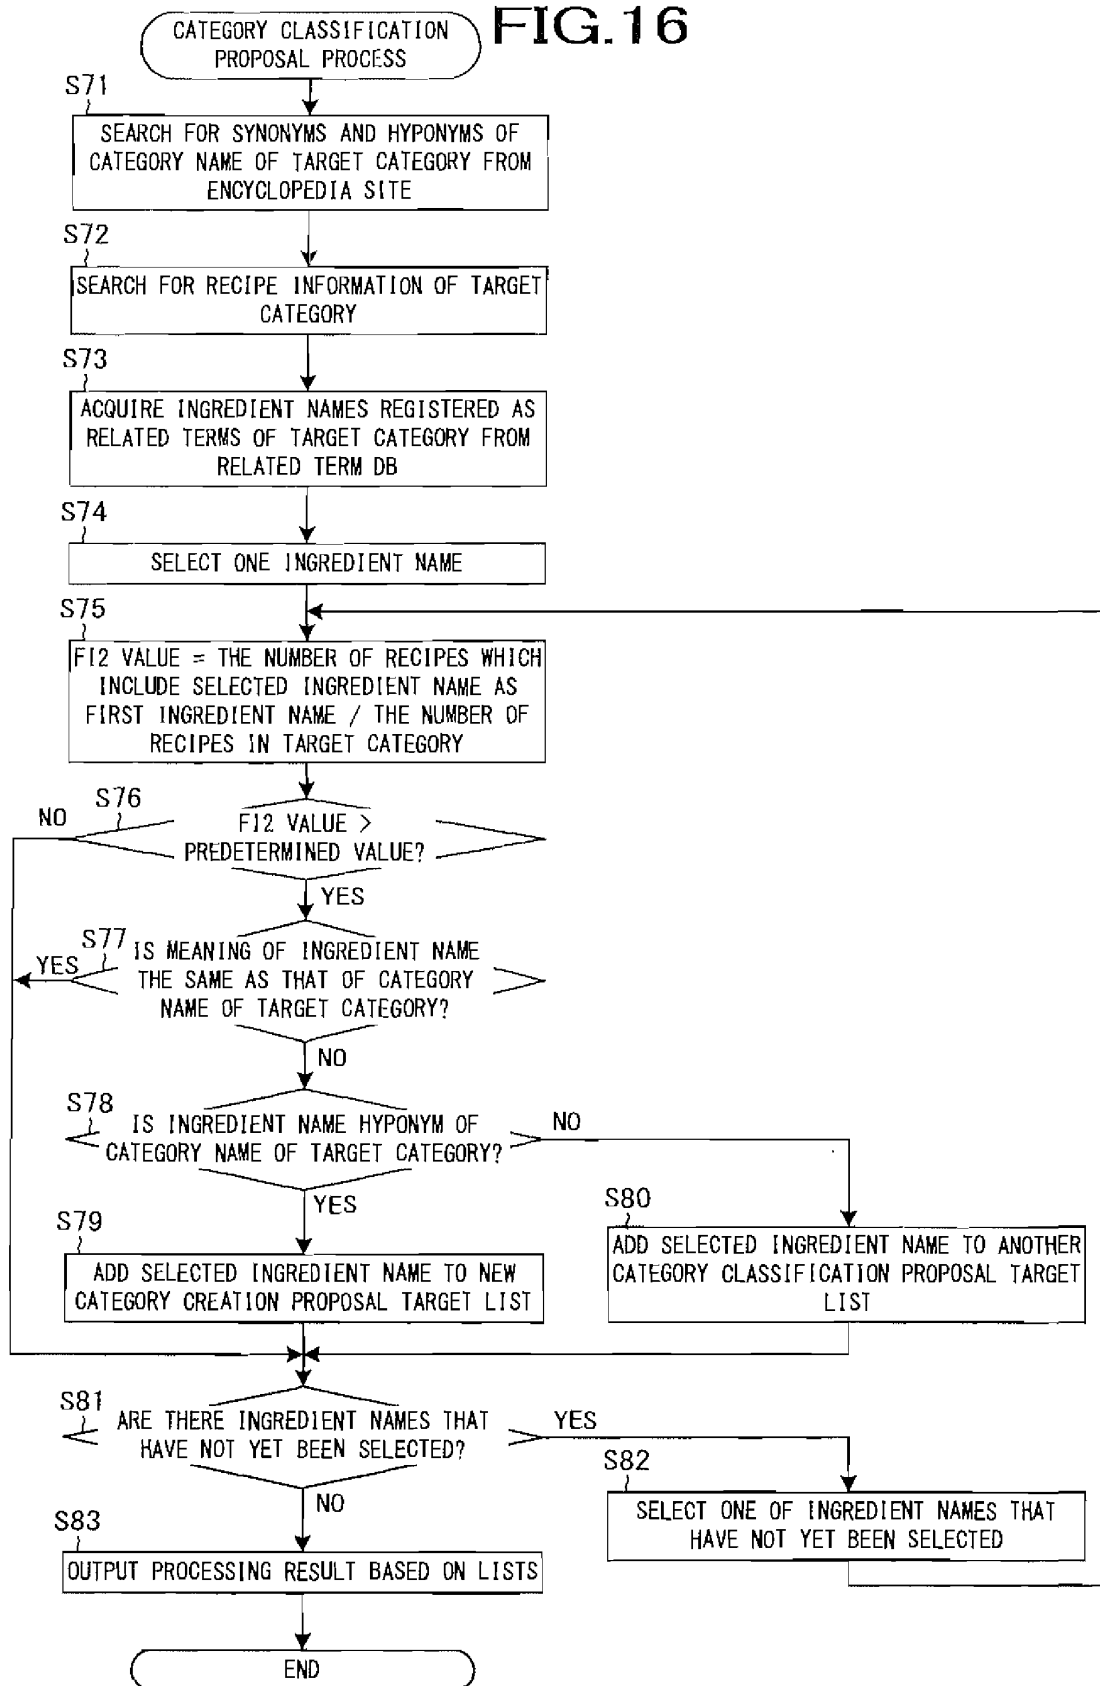 FIG.16
CATEGORY CLASSIFICATION
PROPOSAL PROCESS
S71
SEARCH FOR SYNONYMS AND HYPONYMS OF
CATEGORY NAME OF TARGET CATEGORY FROM
ENCYCLOPEDIA SITE
S72
SEARCH FOR RECIPE INFORMATION OF TARGET
CATEGORY
S73
ACQUIRE INGREDIENT NAMES REGISTERED AS
RELATED TERMS OF TARGET CATEGORY FROM
RELATED TERM DB
S74
SELECT ONE INGREDIENT NAME
S75
FI2 VALUE = THE NUMBER OF RECIPES WHICH
INCLUDE SELECTED INGREDIENT NAME AS
FIRST INGREDIENT NAME / THE NUMBER OF
RECIPES IN TARGET CATEGORY
S76
NO
FI2 VALUE >
PREDETERMINED VALUE?
YES
S77
YES
IS MEANING OF INGREDIENT NAME
THE SAME AS THAT OF CATEGORY
NAME OF TARGET CATEGORY?
NO
S78
IS INGREDIENT NAME HYPONYM OF
CATEGORY NAME OF TARGET CATEGORY?
NO
YES
S79
ADD SELECTED INGREDIENT NAME TO NEW
CATEGORY CREATION PROPOSAL TARGET LIST
S80
ADD SELECTED INGREDIENT NAME TO ANOTHER
CATEGORY CLASSIFICATION PROPOSAL TARGET
LIST
S81
ARE THERE INGREDIENT NAMES THAT
HAVE NOT YET BEEN SELECTED?
YES
NO
S82
SELECT ONE OF INGREDIENT NAMES THAT
HAVE NOT YET BEEN SELECTED
S83
OUTPUT PROCESSING RESULT BASED ON LISTS
END